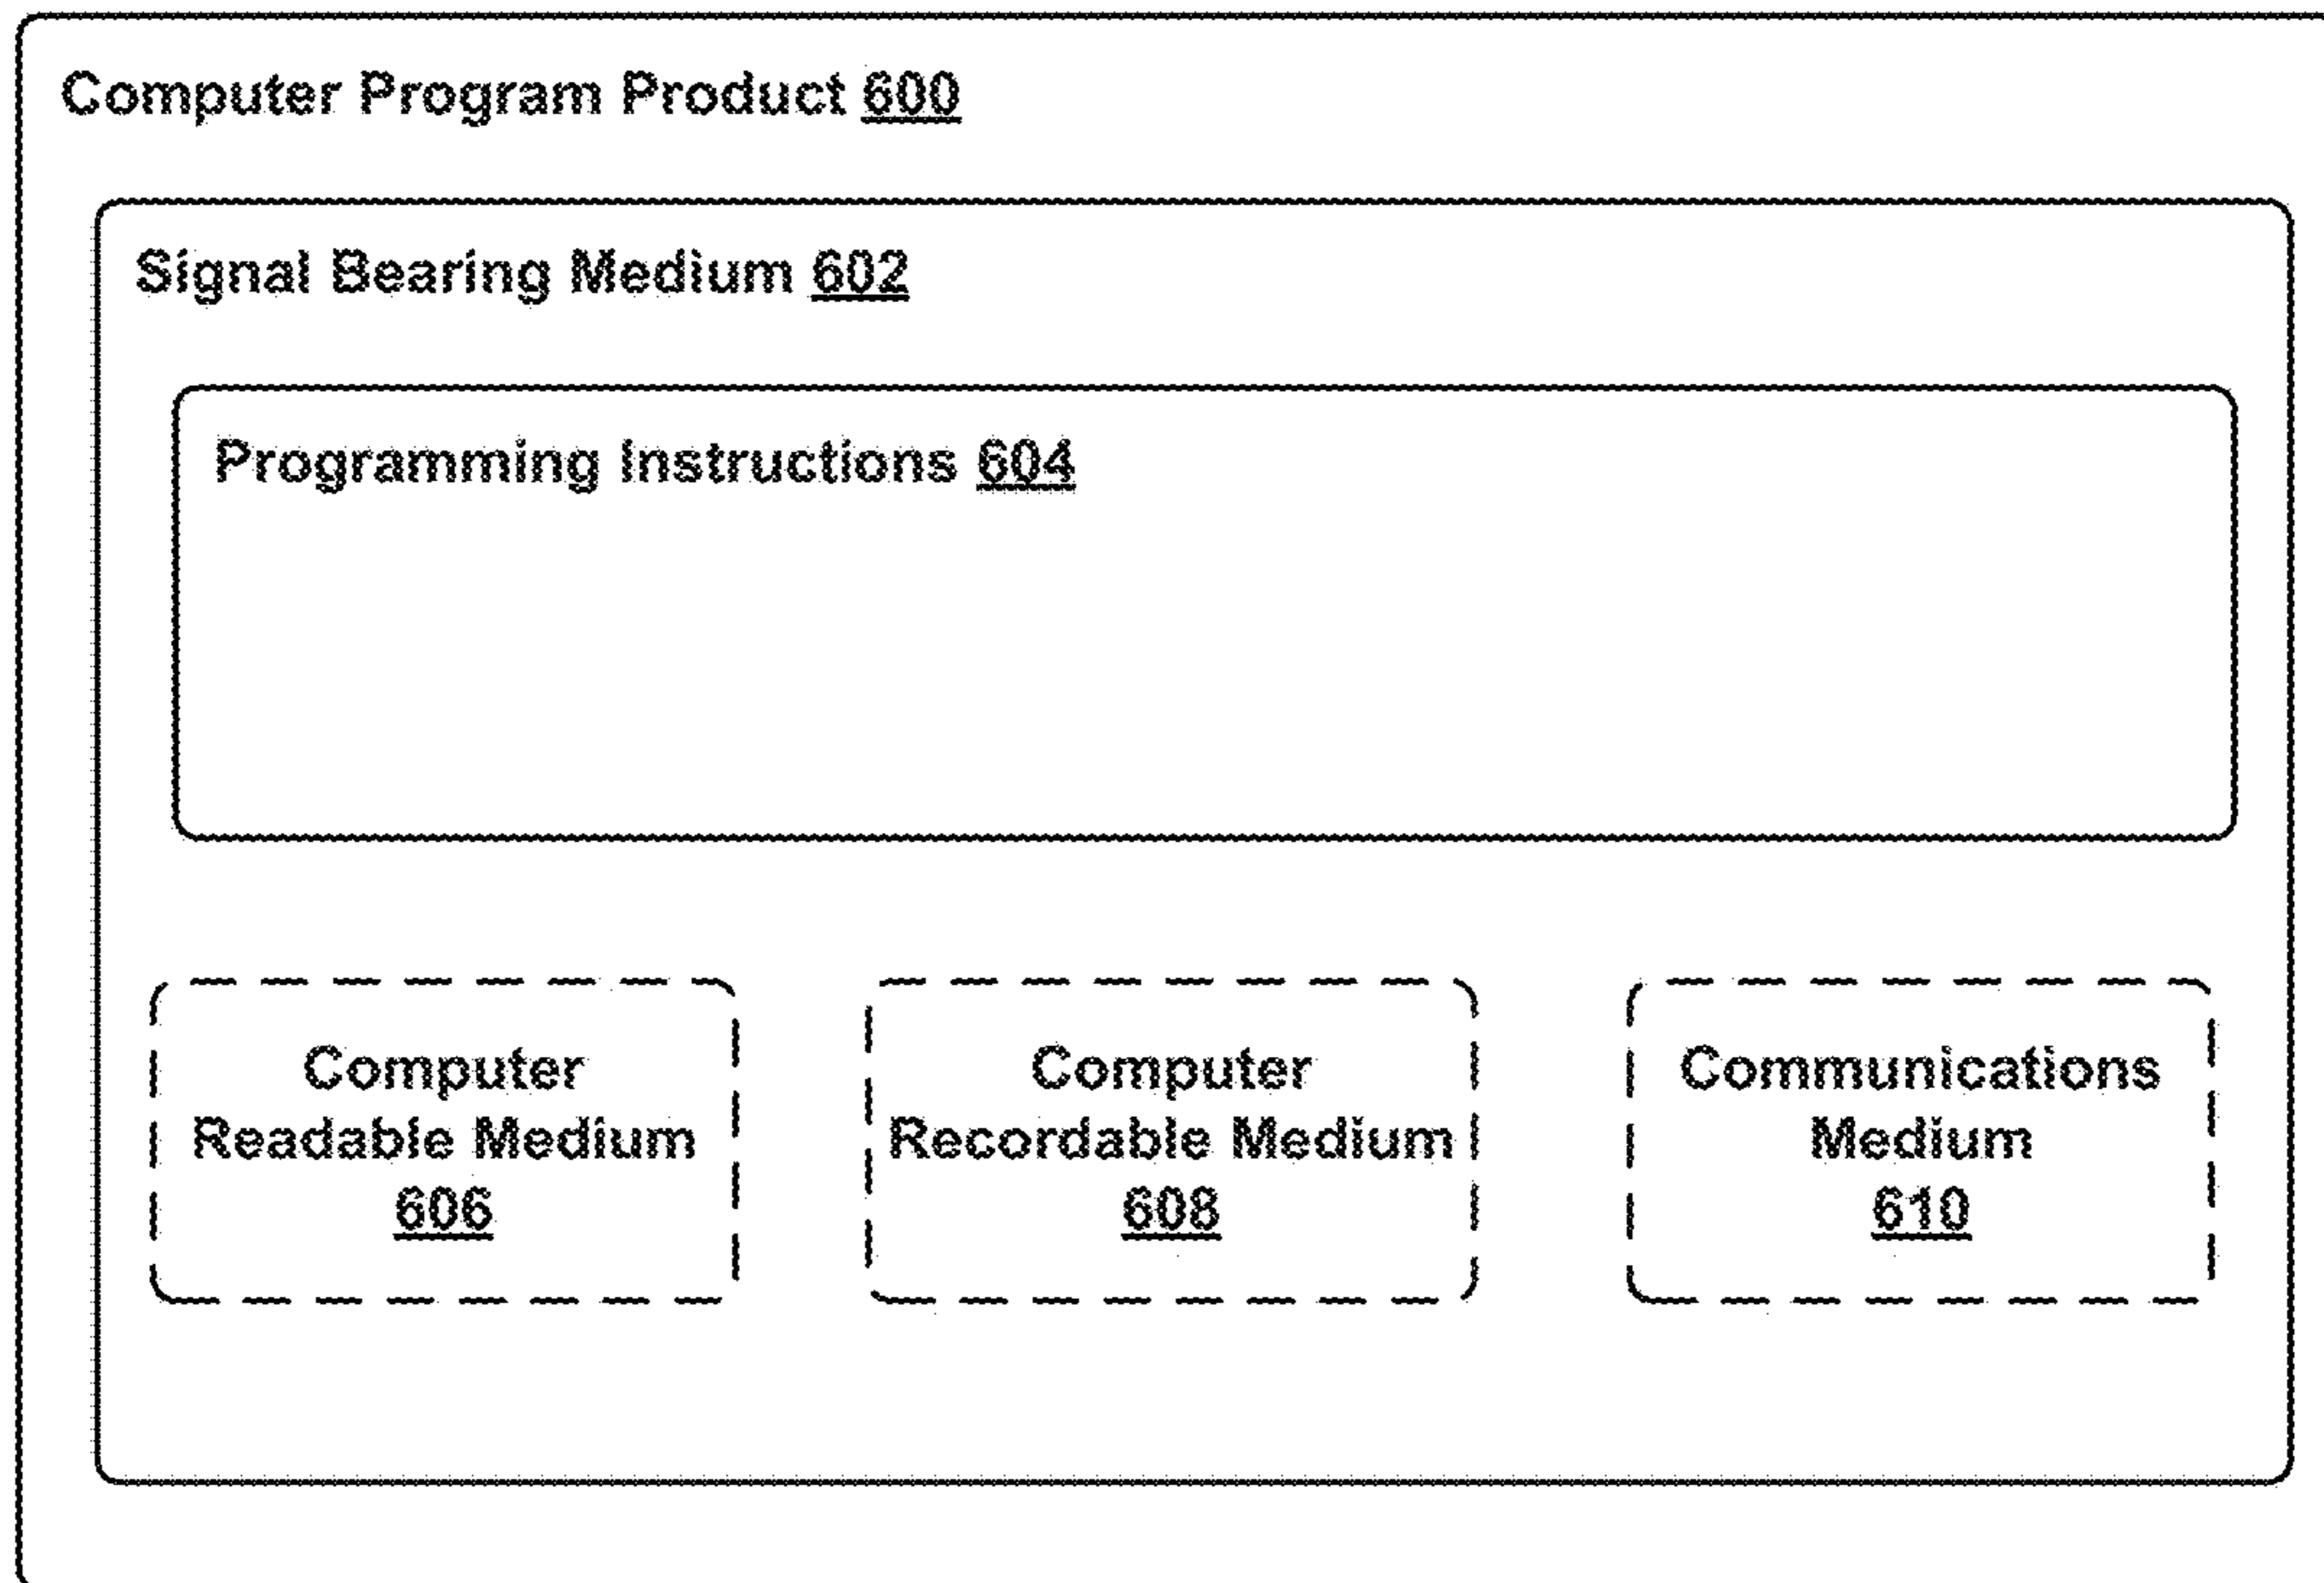 Computer Program Product 600
Signal Bearing Medium 602
Programming Instructions 604
Computer
Readable Medium
606
Computer
Recordable Medium
608
Communications
Medium
610